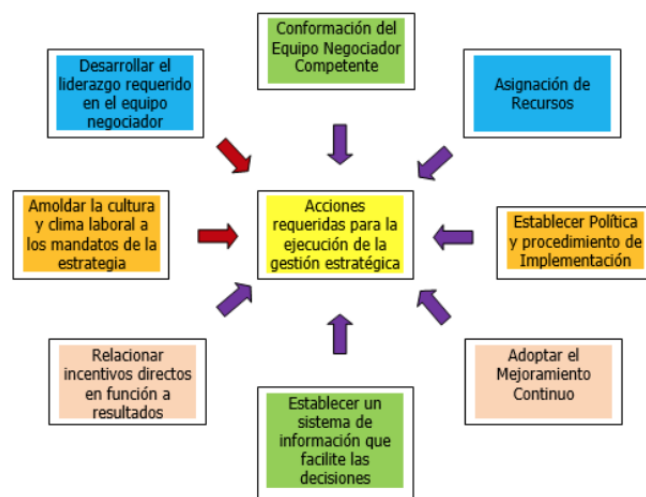 Conformación del
Equipo Negociador
Competente
Desarrollar el
liderazgo requerido
en el equipo
negociador
Asignación de
Recursos
Amoldar la cultura
y clima laboral a
los mandatos de la
estrategia
Acciones
requeridas para la
ejecución de la
gestión estratégica
Establecer Política
y procedimiento de
Implementación
Relacionar
incentivos directos
en función a
resultados
Adoptar el
Mejoramiento
Continuo
Establecer un
sistema de
información que
facilite las
decisiones